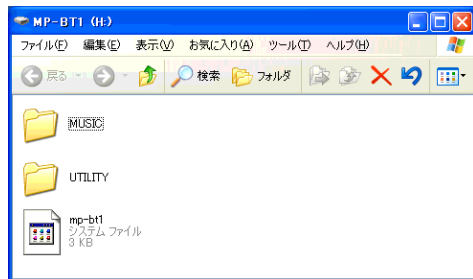 MP-BT1 (H:)
ファイル(F) 編集(E) 表示(V) お気に入り(A) ツール(T) ヘルプ(H)
戻る 検索 フォルダ
MUSIC
UTILITY
mp-bt1
システム ファイル
3 KB